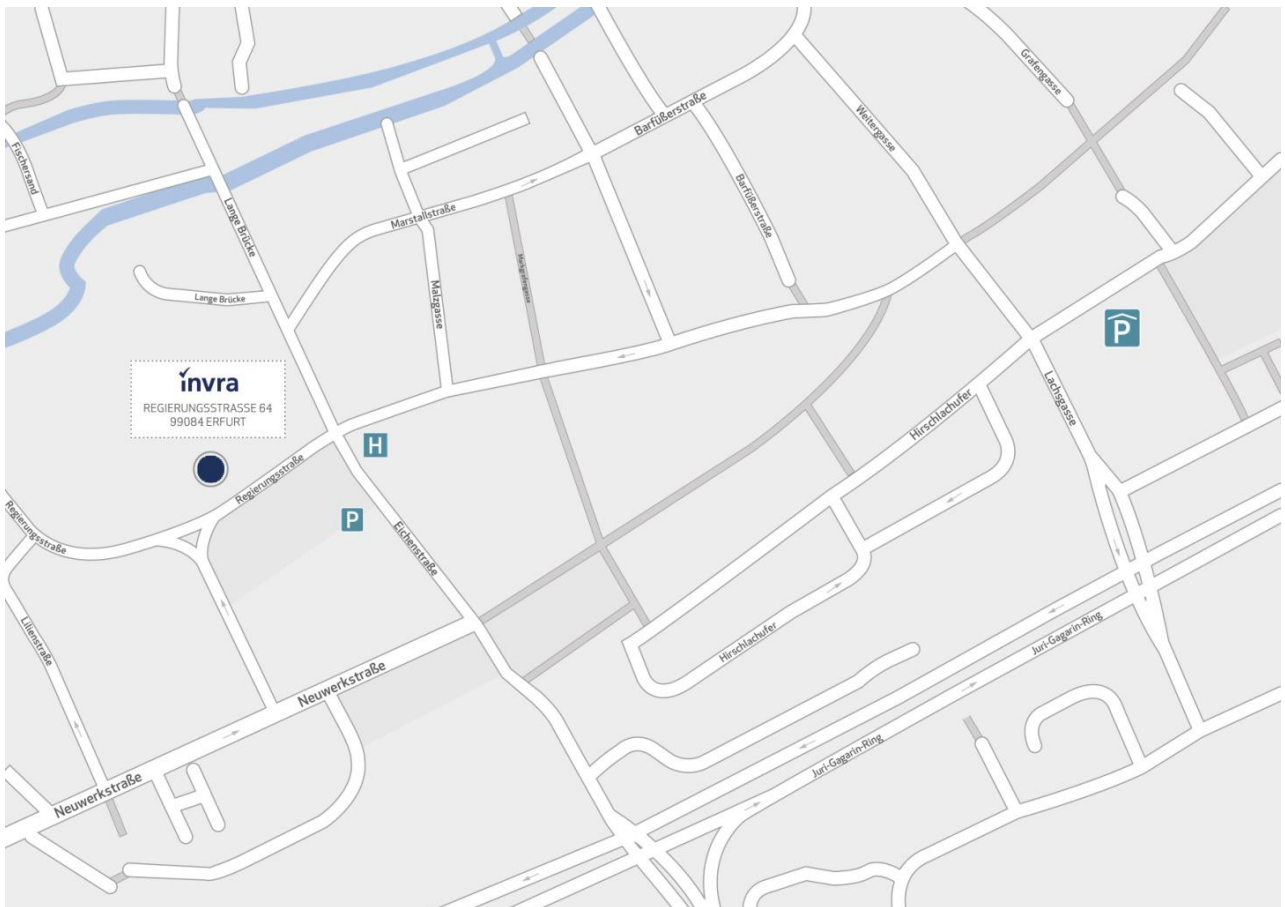 Grafengasse
Barfüßerstraße
Weitergasse
Fischersand
Barfüßerstraße
Lange Brücke
Marstallstraße
Markgrafengasse
Malzgasse
Lange Brücke
P
invra
REGIERUNGSSTRASSE 64
99084 ERFURT
Lachsgasse
Hirschlachufer
H
Regierungsstraße
P
Regierungsstraße
Eichenstraße
Lilienstraße
Hirschlachufer
Juri-Gagarin-Ring
Neuwerkstraße
Juri-Gagarin-Ring
Neuwerkstraße